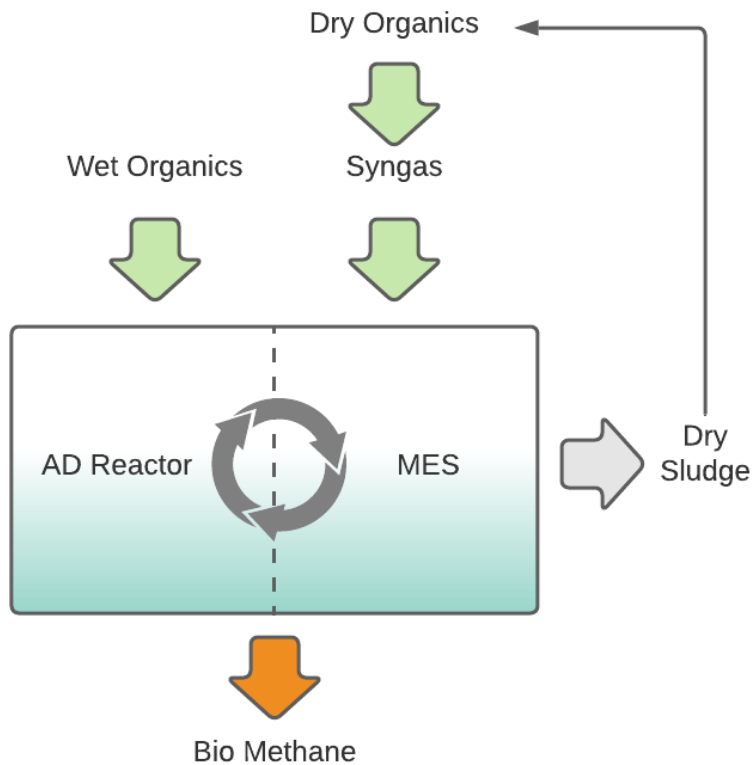 Dry Organics
Wet Organics
Syngas
AD Reactor
MES
Dry
Sludge
Bio Methane